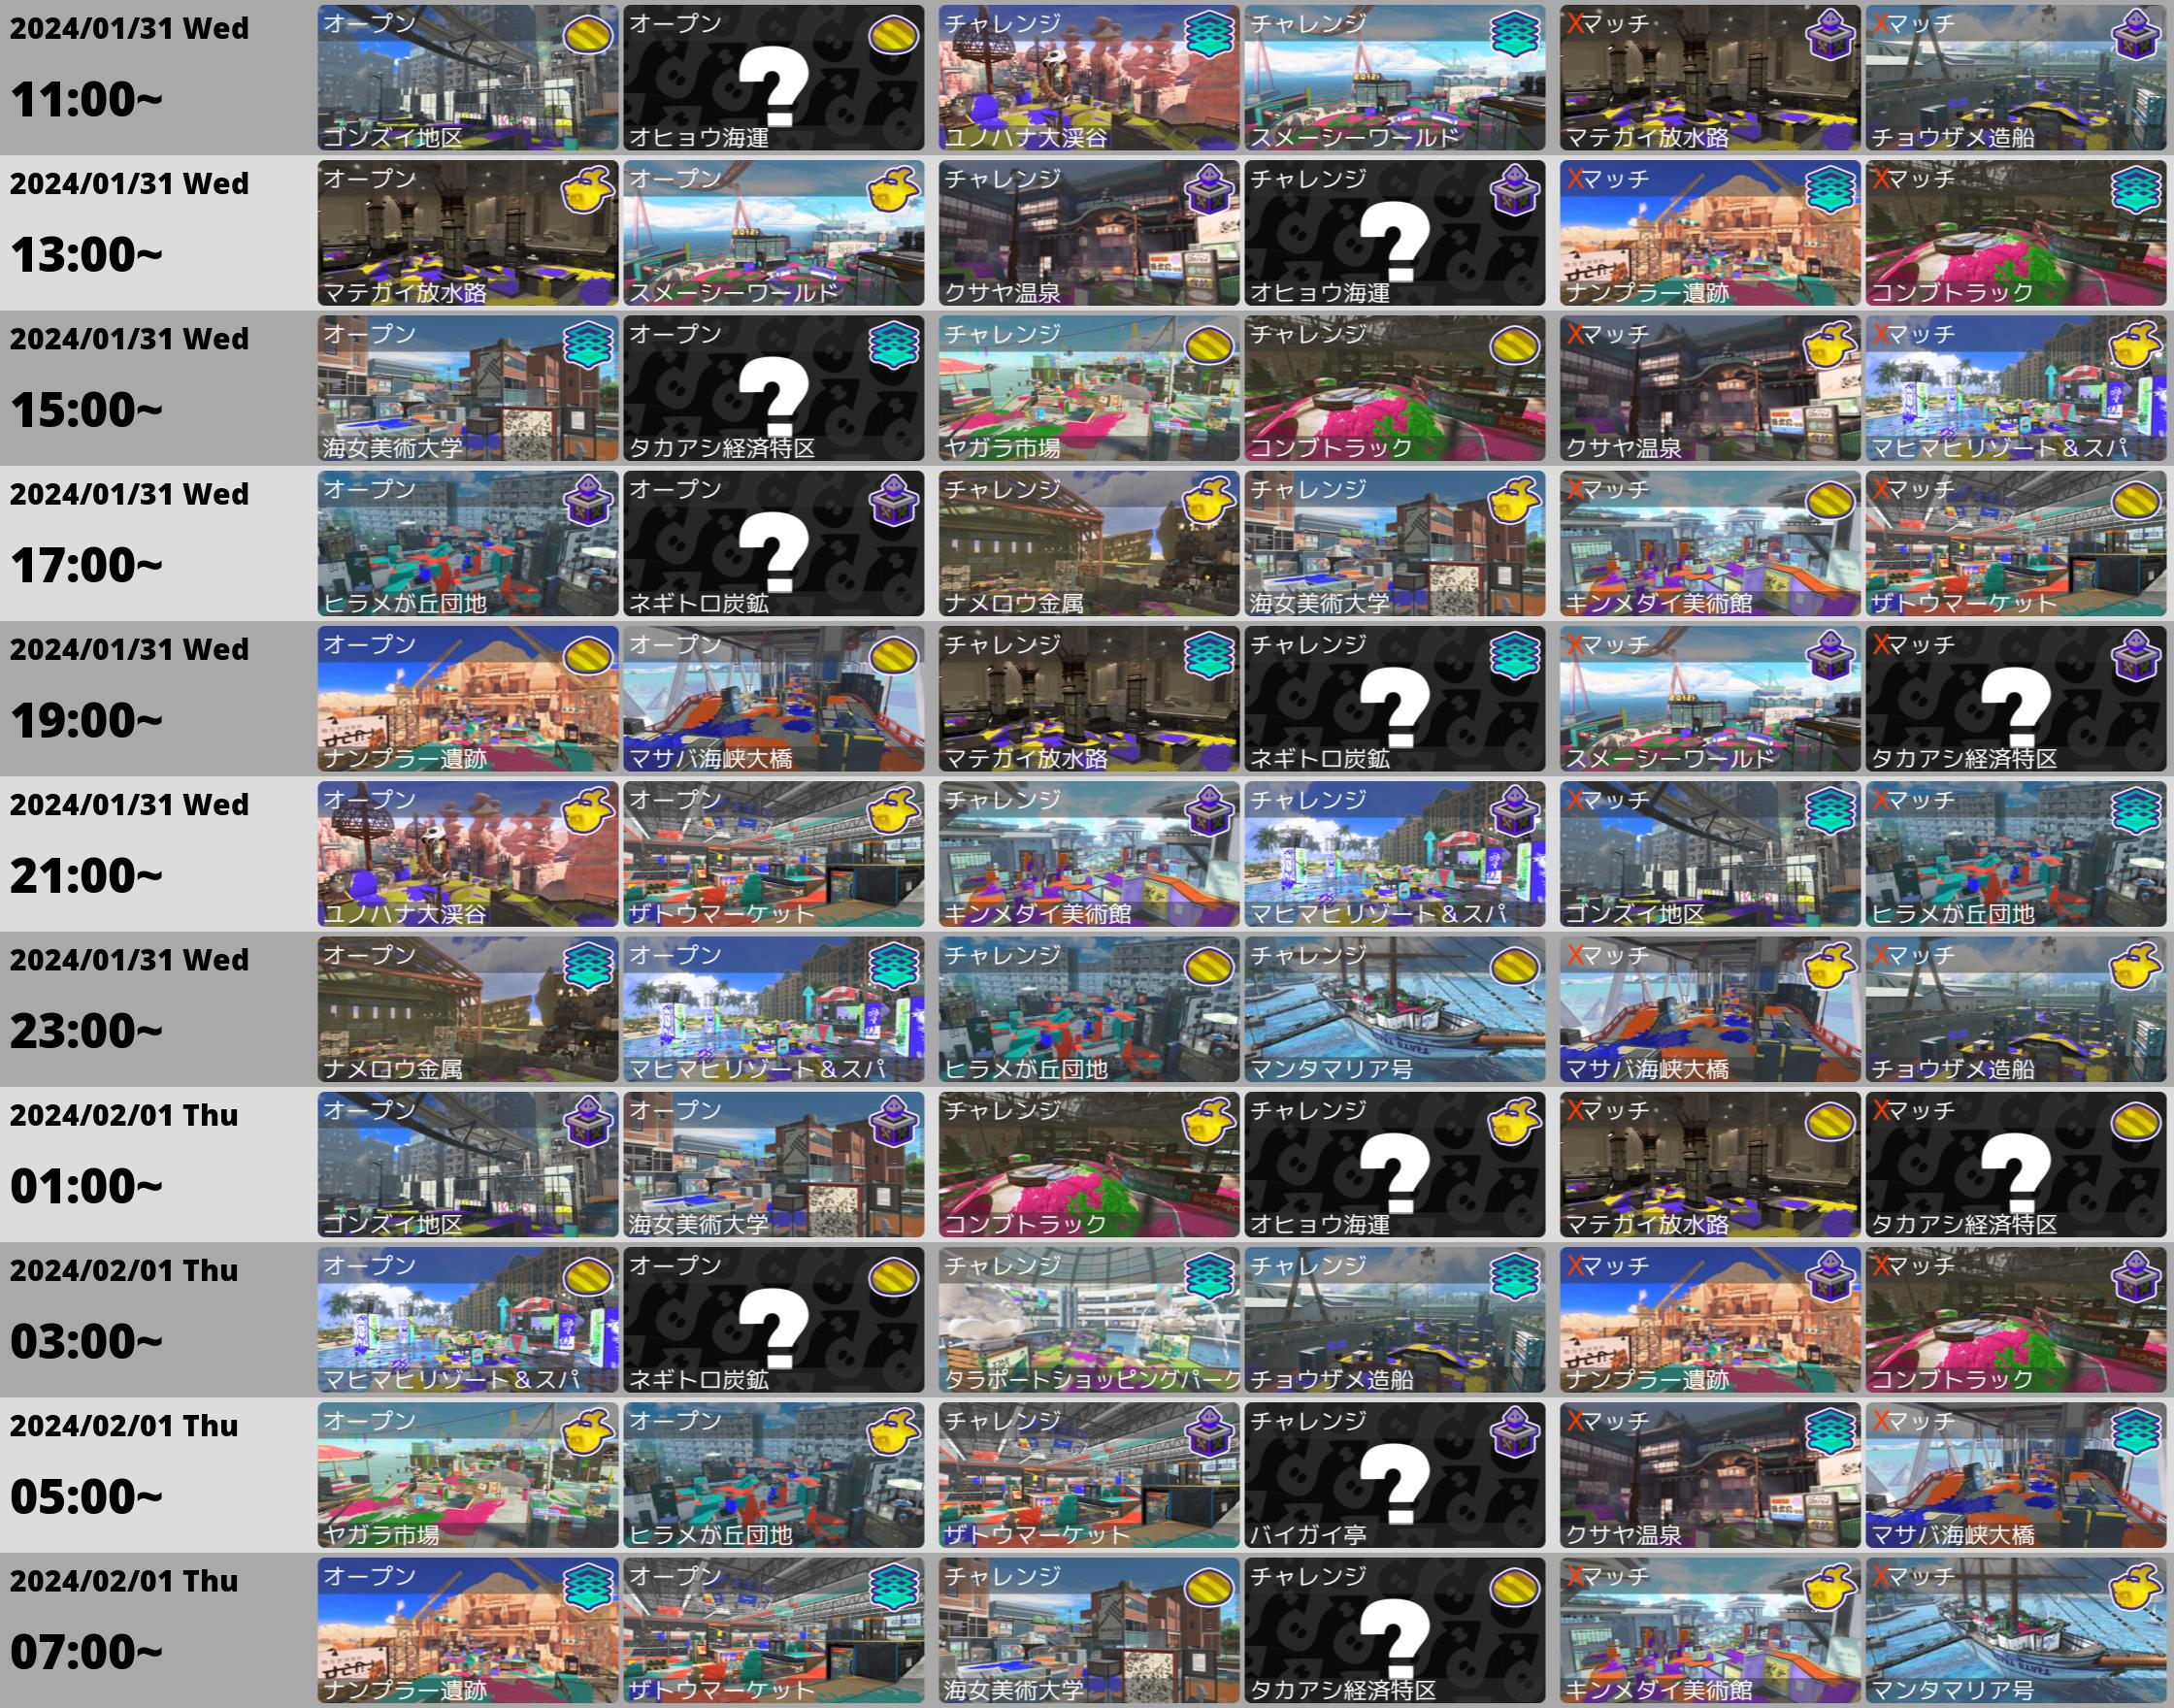 2024/01/31 Wed
11:00~
オープン
ゴンズイ地区
オープン
オヒョウ海運
チャレンジ
ユノハナ大渓谷
チャレンジ
スメーシーワールド
Xマッチ
マテガイ放水路
Xマッチ
チョウザメ造船
2024/01/31 Wed
13:00~
オープン
マテガイ放水路
オープン
スメーシーワールド
チャレンジ
クサヤ温泉
チャレンジ
オヒョウ海運
Xマッチ
ナンプラー遺跡
Xマッチ
コンブトラック
2024/01/31 Wed
15:00~
オープン
海女美術大学
オープン
タカアシ経済特区
チャレンジ
ヤガラ市場
チャレンジ
コンブトラック
Xマッチ
クサヤ温泉
Xマッチ
マヒマヒリゾート＆スパ
2024/01/31 Wed
17:00~
オープン
ヒラメが丘団地
オープン
ネギトロ炭鉱
チャレンジ
ナメロウ金属
チャレンジ
海女美術大学
Xマッチ
キンメダイ美術館
Xマッチ
ザトウマーケット
2024/01/31 Wed
19:00~
オープン
ナンプラー遺跡
オープン
マサバ海峡大橋
チャレンジ
マテガイ放水路
チャレンジ
ネギトロ炭鉱
Xマッチ
スメーシーワールド
Xマッチ
タカアシ経済特区
2024/01/31 Wed
21:00~
オープン
ユノハナ大渓谷
オープン
ザトウマーケット
チャレンジ
キンメダイ美術館
チャレンジ
マヒマヒリゾート＆スパ
Xマッチ
ゴンズイ地区
Xマッチ
ヒラメが丘団地
2024/01/31 Wed
23:00~
オープン
ナメロウ金属
オープン
マヒマヒリゾート＆スパ
チャレンジ
ヒラメが丘団地
チャレンジ
マンタマリア号
Xマッチ
マサバ海峡大橋
Xマッチ
チョウザメ造船
2024/02/01 Thu
01:00~
オープン
ゴンズイ地区
オープン
海女美術大学
チャレンジ
コンブトラック
チャレンジ
オヒョウ海運
Xマッチ
マテガイ放水路
Xマッチ
タカアシ経済特区
2024/02/01 Thu
03:00~
オープン
マヒマヒリゾート＆スパ
オープン
ネギトロ炭鉱
チャレンジ
タラポートショッピングパーク
チャレンジ
チョウザメ造船
Xマッチ
ナンプラー遺跡
Xマッチ
コンブトラック
2024/02/01 Thu
05:00~
オープン
ヤガラ市場
オープン
ヒラメが丘団地
チャレンジ
ザトウマーケット
チャレンジ
バイガイ亭
Xマッチ
クサヤ温泉
Xマッチ
マサバ海峡大橋
2024/02/01 Thu
07:00~
オープン
ナンプラー遺跡
オープン
ザトウマーケット
チャレンジ
海女美術大学
チャレンジ
タカアシ経済特区
Xマッチ
キンメダイ美術館
Xマッチ
マンタマリア号